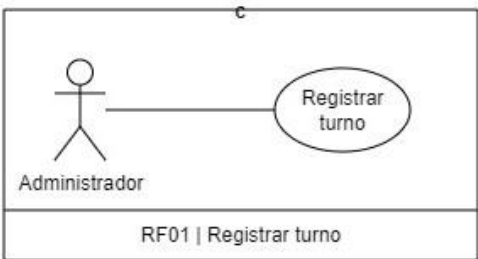 c
Registrar
turno
Administrador
RF01 | Registrar turno